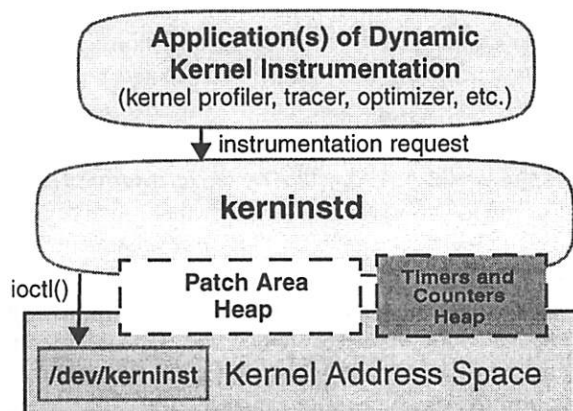 Application(s) of Dynamic
Kernel Instrumentation
(kernel profiler, tracer, optimizer, etc.)
instrumentation request
kerninstd
ioctl()
Patch Area
Heap
Timers and
Counters
Heap
/dev/kerninst
Kernel Address Space